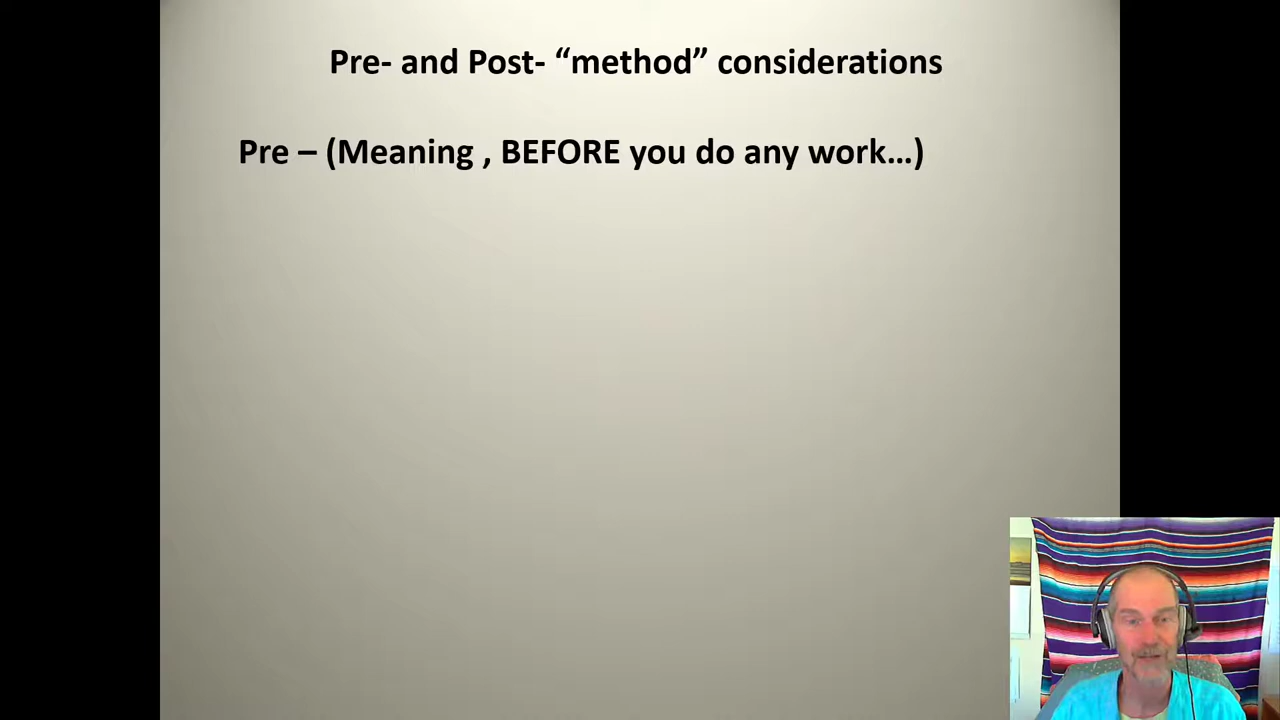 Pre- and Post- “method” considerations
Pre – (Meaning , BEFORE you do any work…)